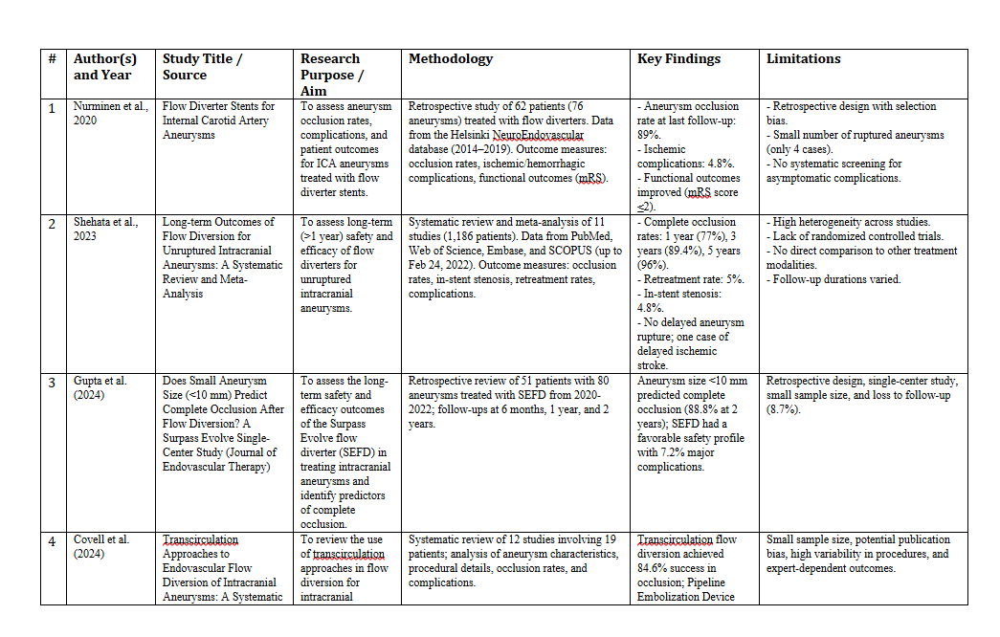 # Author(s) and Year Study Title / Source Research Purpose / Aim Methodology Key Findings Limitations
1
Nurminen et al.,
2020
Flow Diverter Stents for
Internal Carotid Artery
Aneurysms
To assess aneurysm
occlusion rates,
complications, and
patient outcomes
for ICA aneurysms
treated with flow
diverter stents.
Retrospective study of 62 patients (76
aneurysms) treated with flow diverters. Data
from the Helsinki NeuroEndovascular
database (2014–2019). Outcome measures:
occlusion rates, ischemic/hemorrhagic
complications, functional outcomes (mRS).
- Aneurysm occlusion
rate at last follow-up:
89%.
- Ischemic
complications: 4.8%.
- Functional outcomes
improved (mRS score
≤2).
- Retrospective design with selection
bias.
- Small number of ruptured aneurysms
(only 4 cases).
- No systematic screening for
asymptomatic complications.
2
Shehata et al.,
2023
Long-term Outcomes of
Flow Diversion for
Unruptured Intracranial
Aneurysms: A Systematic
Review and Meta-
Analysis
To assess long-term
(>1 year) safety and
efficacy of flow
diverters for
unruptured
intracranial
aneurysms.
Systematic review and meta-analysis of 11
studies (1,186 patients). Data from PubMed,
Web of Science, Embase, and SCOPUS (up to
Feb 24, 2022). Outcome measures: occlusion
rates, in-stent stenosis, retreatment rates,
complications.
- Complete occlusion
rates: 1 year (77%), 3
years (89.4%), 5 years
(96%).
- Retreatment rate: 5%.
- In-stent stenosis:
4.8%.
- No delayed aneurysm
rupture; one case of
delayed ischemic
stroke.
- High heterogeneity across studies.
- Lack of randomized controlled trials.
- No direct comparison to other treatment
modalities.
- Follow-up durations varied.
3
Gupta et al.
(2024)
Does Small Aneurysm
Size (<10 mm) Predict
Complete Occlusion After
Flow Diversion? A
Surpass Evolve Single-
Center Study (Journal of
Endovascular Therapy)
To assess the long-
term safety and
efficacy outcomes
of the Surpass
Evolve flow
diverter (SEFD) in
treating intracranial
aneurysms and
identify predictors
of complete
occlusion.
Retrospective review of 51 patients with 80
aneurysms treated with SEFD from 2020-
2022; follow-ups at 6 months, 1 year, and 2
years.
Aneurysm size <10 mm
predicted complete
occlusion (88.8% at 2
years); SEFD had a
favorable safety profile
with 7.2% major
complications.
Retrospective design, single-center study,
small sample size, and loss to follow-up
(8.7%).
4
Covell et al.
(2024)
Transcirculation
Approaches to
Endovascular Flow
Diversion of Intracranial
Aneurysms: A Systematic
To review the use
of transcirculation
approaches in flow
diversion for
intracranial
Systematic review of 12 studies involving 19
patients; analysis of aneurysm characteristics,
procedural details, occlusion rates, and
complications.
Transcirculation flow
diversion achieved
84.6% success in
occlusion; Pipeline
Embolization Device
Small sample size, potential publication
bias, high variability in procedures, and
expert-dependent outcomes.